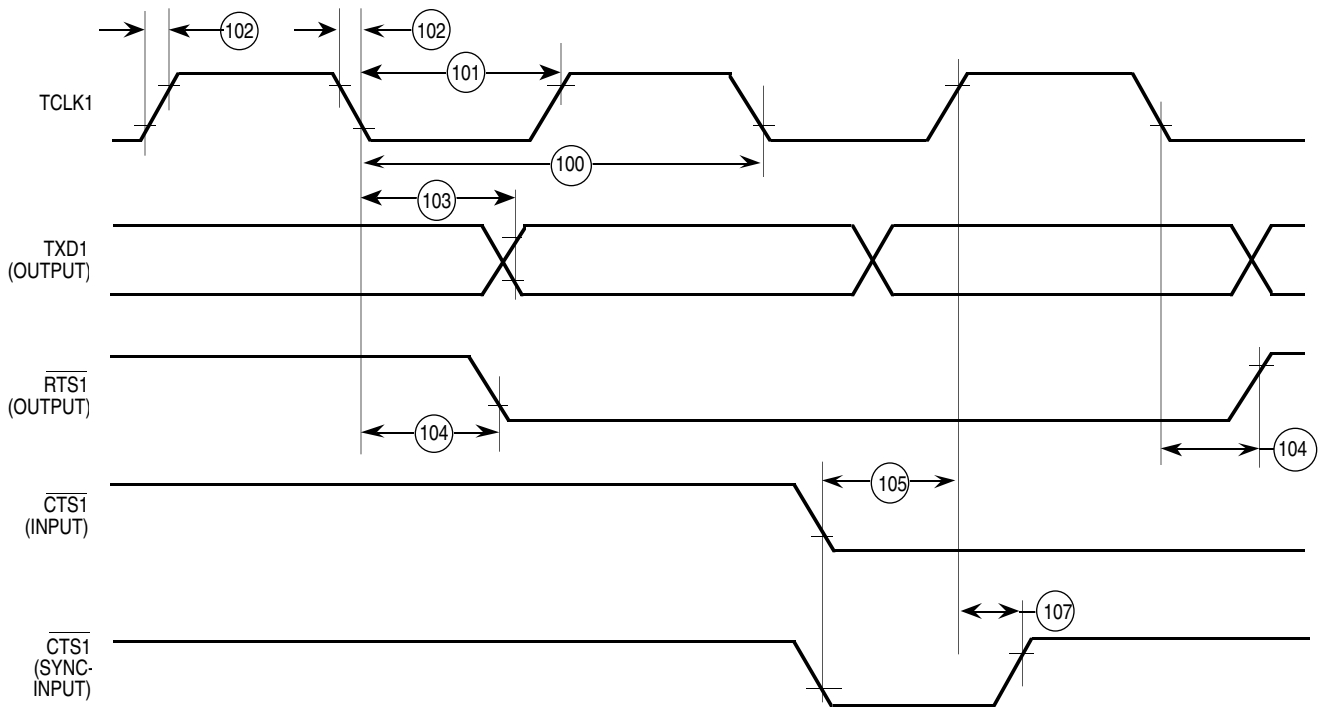 102
102
101
TCLK1
100
103
TXD1
(OUTPUT)
RTS1
(OUTPUT)
104
104
105
CTS1
(INPUT)
107
CTS1
(SYNC-
INPUT)